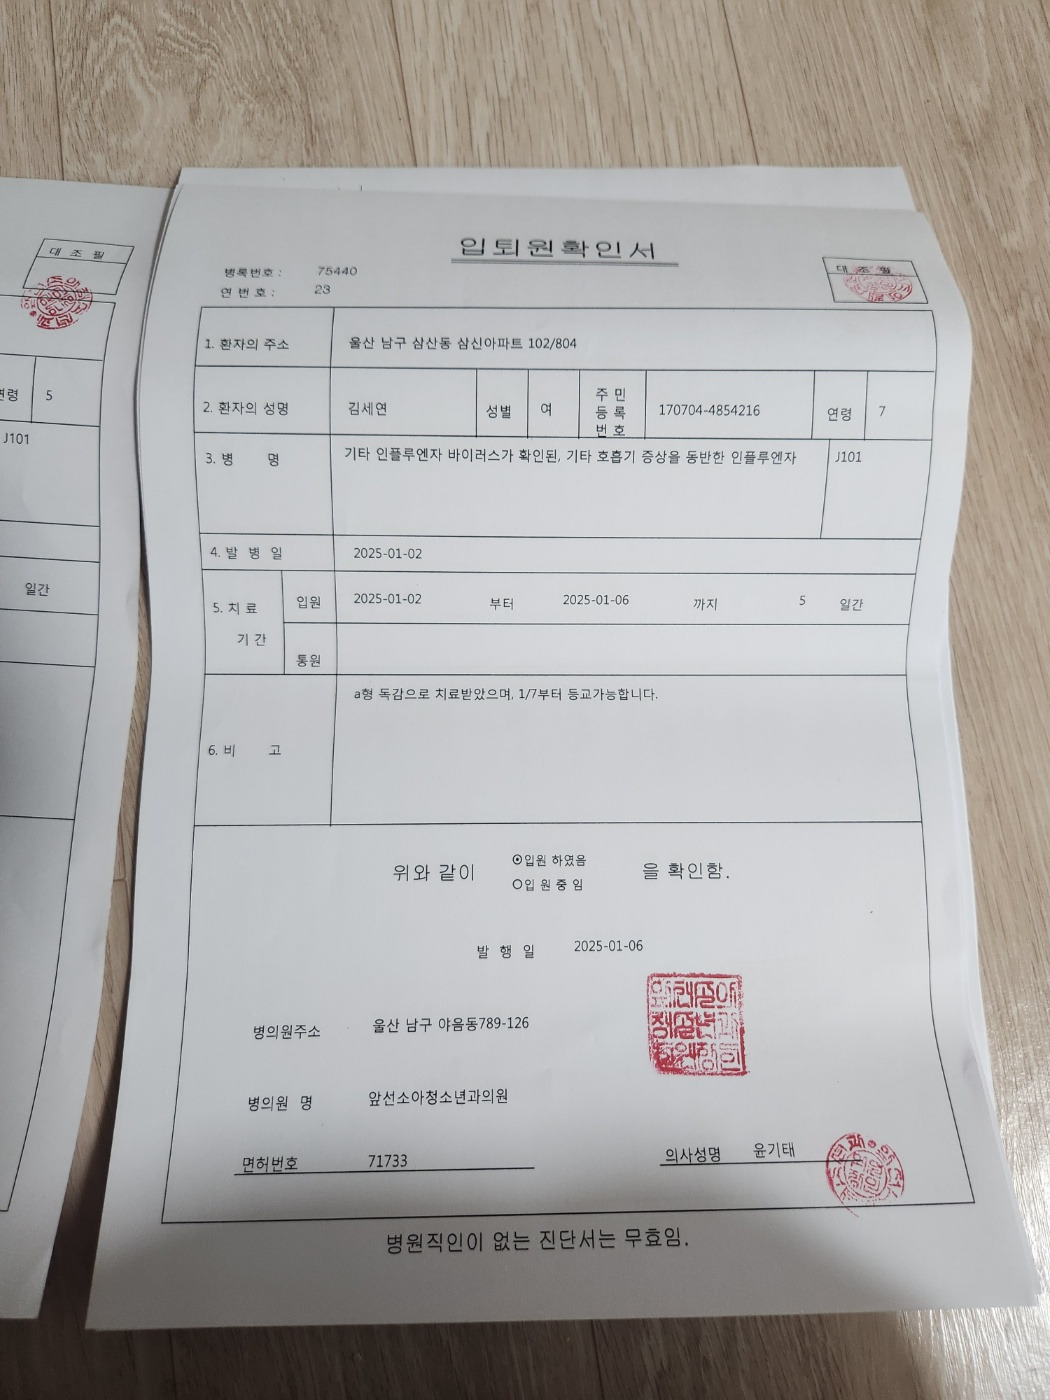 대 조 필
연령 5
J101
일간
입퇴원확인서
병록번호 : 75440
연 번 호 : 23
대 조 필
1. 환자의 주소 울산 남구 삼산동 삼신아파트 102/804
2. 환자의 성명 김세연 성별 여 주 민 등 록 번 호 170704-4854216 연령 7
3. 병 명 기타 인플루엔자 바이러스가 확인된, 기타 호흡기 증상을 동반한 인플루엔자 J101
4. 발 병 일 2025-01-02
5. 치 료 기 간 입원 2025-01-02 부터 2025-01-06 까지 5 일간
통원
6. 비 고 a형 독감으로 치료받았으며, 1/7부터 등교가능합니다.
위와 같이 ⊙입원 하였음 을 확인함.
○입 원 중 임
발 행 일 2025-01-06
병의원주소 울산 남구 야음동789-126
병의원 명 앞선소아청소년과의원
면허번호 71733 의사성명 윤기태
병원직인이 없는 진단서는 무효임.